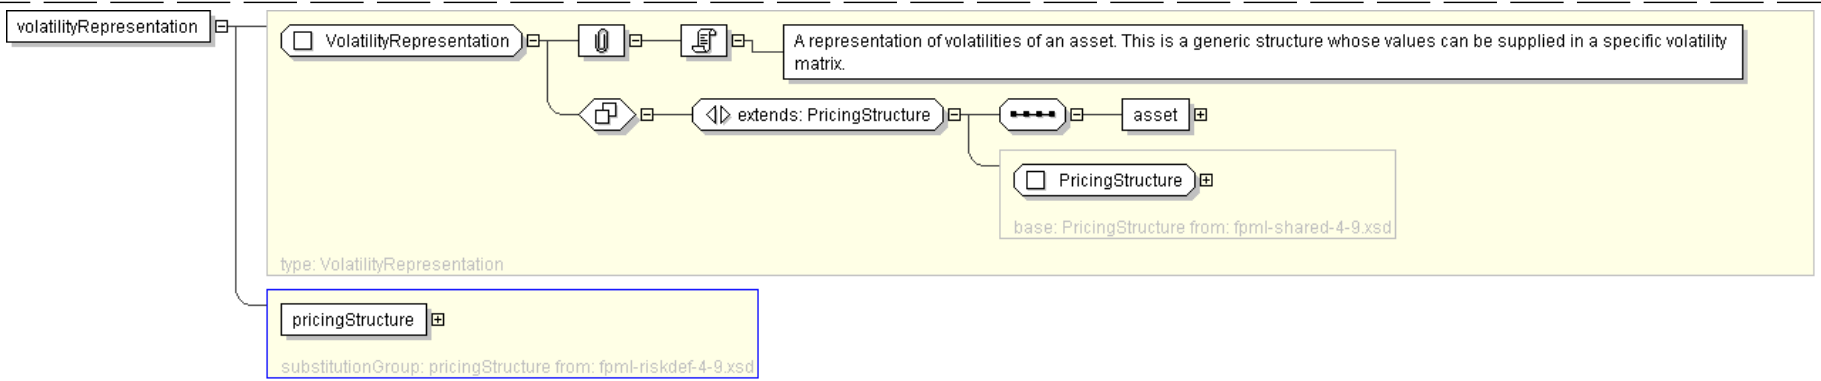 volatilityRepresentation
VolatilityRepresentation
A representation of volatilities of an asset. This is a generic structure whose values can be supplied in a specific volatility
matrix.
extends: PricingStructure
asset
PricingStructure
base: PricingStructure from: fpml-shared-4-9.xsd
type: VolatilityRepresentation
pricingStructure
substitutionGroup: pricingStructure from: fpml-riskdef-4-9.xsd